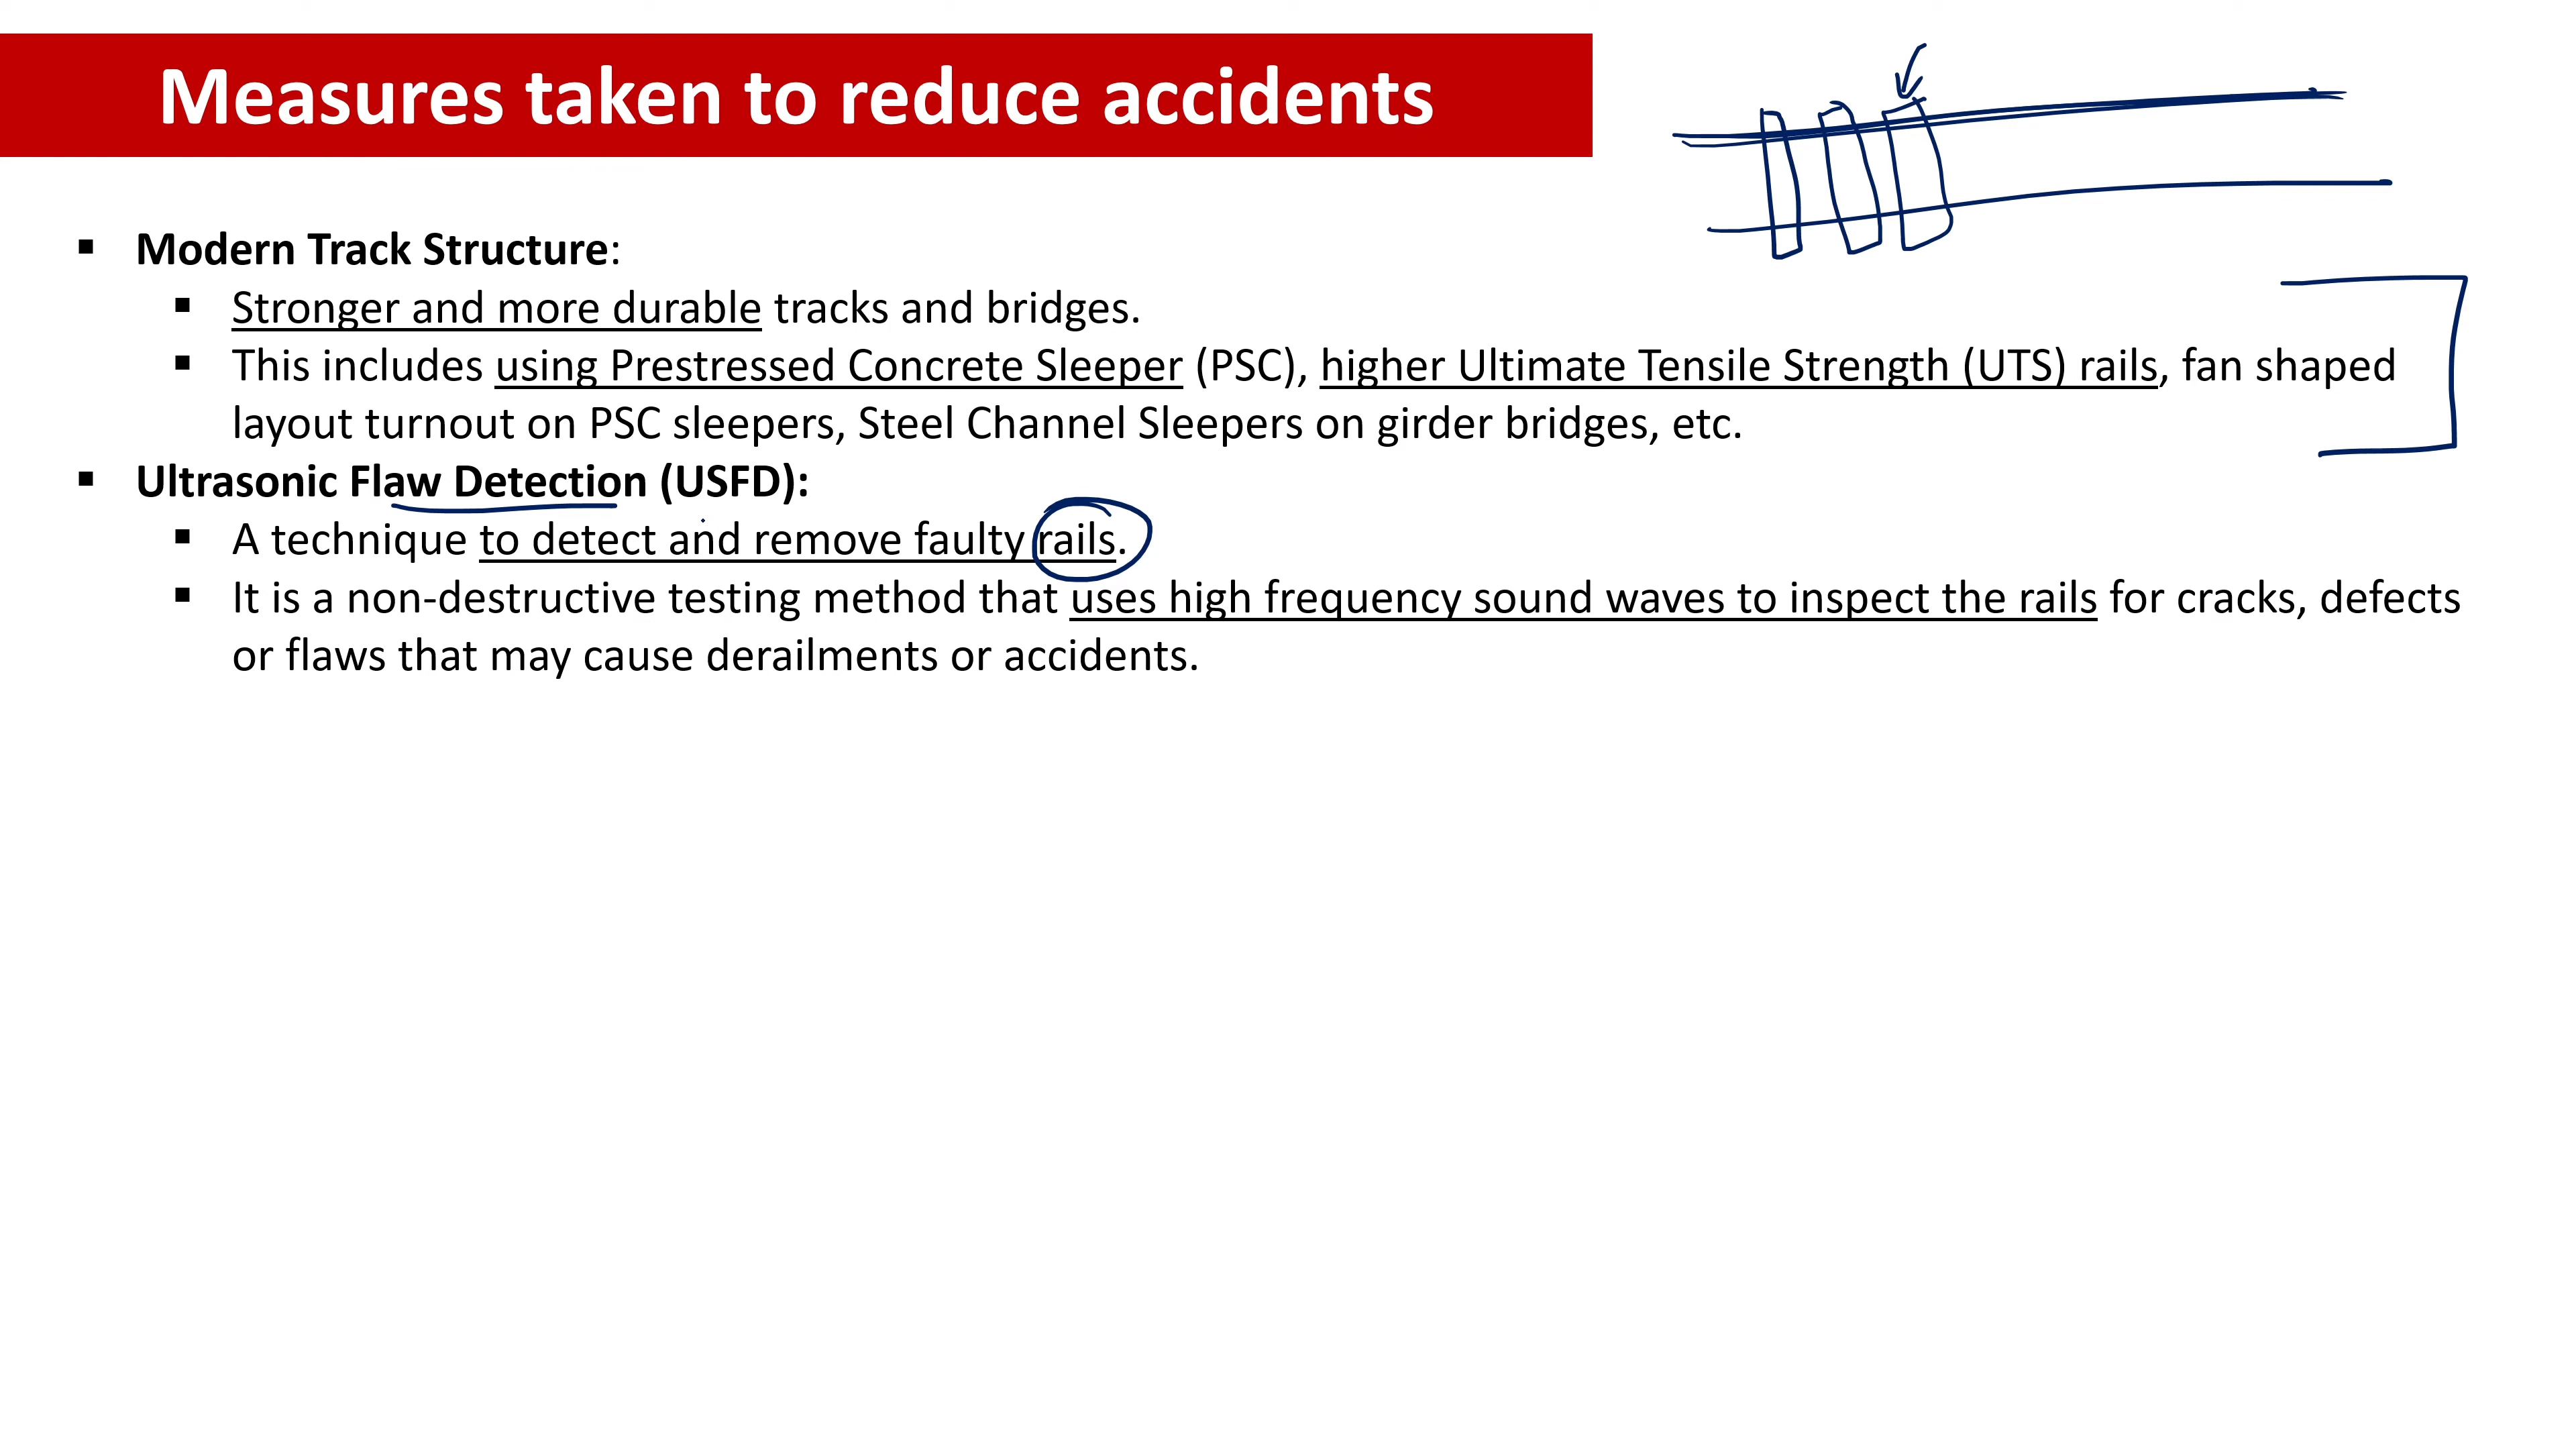 Measures taken to reduce accidents
▪ Modern Track Structure:
▪ Stronger and more durable tracks and bridges.
▪ This includes using Prestressed Concrete Sleeper (PSC), higher Ultimate Tensile Strength (UTS) rails, fan shaped
layout turnout on PSC sleepers, Steel Channel Sleepers on girder bridges, etc.
▪ Ultrasonic Flaw Detection (USFD):
▪ A technique to detect and remove faulty rails.
▪ It is a non-destructive testing method that uses high frequency sound waves to inspect the rails for cracks, defects
or flaws that may cause derailments or accidents.